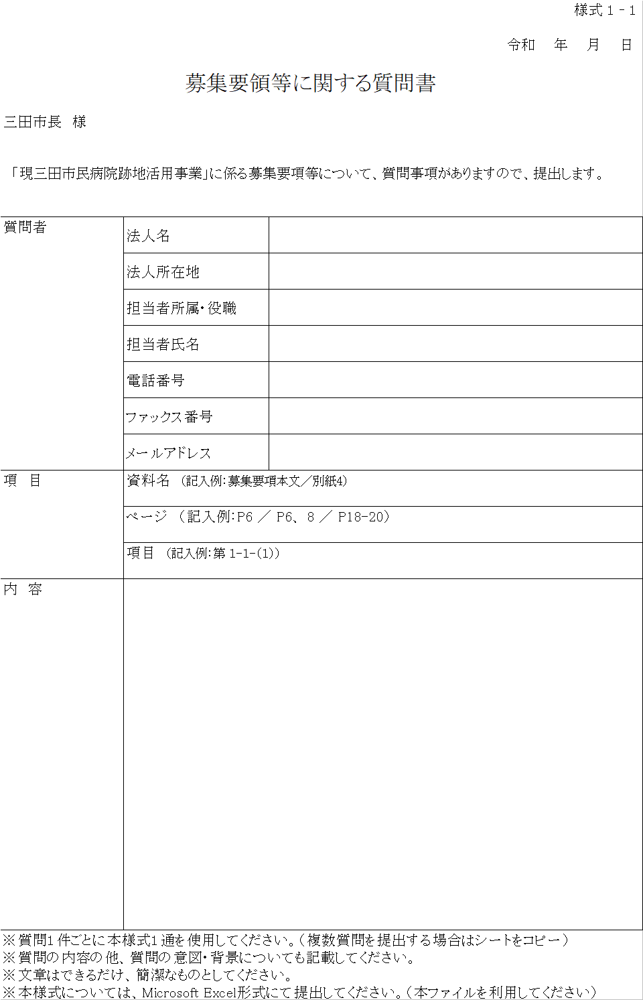 様式1-1
令和　年　月　日
募集要領等に関する質問書
三田市長　様
「現三田市民病院跡地活用事業」に係る募集要項等について、質問事項がありますので、提出します。
質問者
法人名
法人所在地
担当者所属・役職
担当者氏名
電話番号
ファックス番号
メールアドレス
項　目
資料名　（記入例：募集要項本文／別紙4）
ページ　（記入例：P6 ／ P6、8 ／ P18-20）
項目　（記入例：第1-1-(1)）
内　容
※質問1件ごとに本様式1通を使用してください。（複数質問を提出する場合はシートをコピー）
※質問の内容の他、質問の意図・背景についても記載してください。
※文章はできるだけ、簡潔なものとしてください。
※本様式については、Microsoft Excel形式にて提出してください。（本ファイルを利用してください）